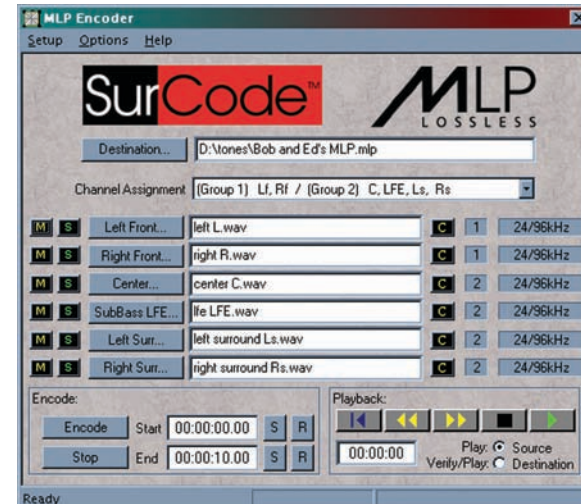 MLP Encoder
Setup Options Help
SurCode™ MLP
LOSSLESS
Destination... D:\tones\Bob and Ed's MLP.mlp
Channel Assignment (Group 1) Lf, Rf / (Group 2) C, LFE, Ls, Rs
M S Left Front... left L.wav C 1 24/96kHz
M S Right Front... right R.wav C 1 24/96kHz
M S Center... center C.wav C 2 24/96kHz
M S SubBass LFE... lfe LFE.wav C 2 24/96kHz
M S Left Surr... left surround Ls.wav C 2 24/96kHz
M S Right Surr... right surround Rs.wav C 2 24/96kHz
Encode: Playback:
Encode Start 00:00:00.00 S R
Stop End 00:00:10.00 S R 00:00:00 Play: Source
Verify/Play: Destination
Ready